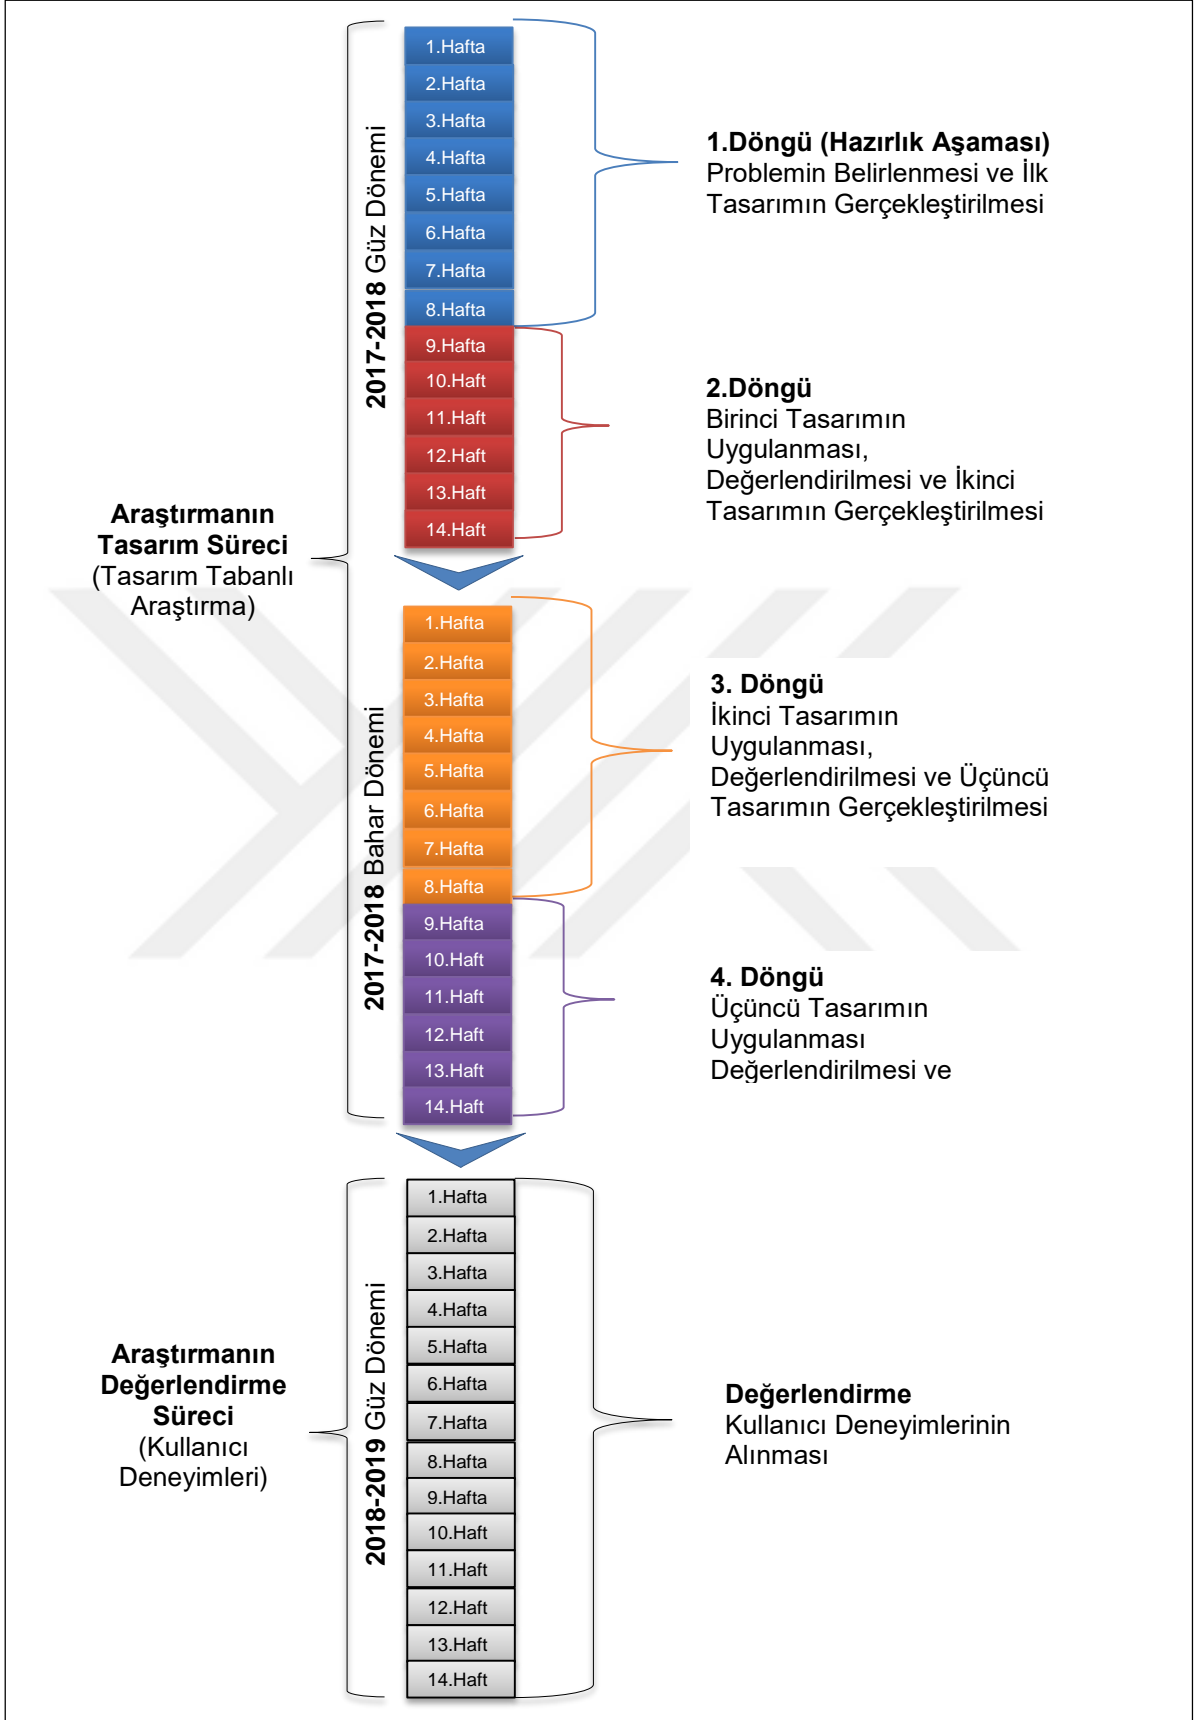 1.Hafta
2.Hafta
3.Hafta
4.Hafta
5.Hafta
6.Hafta
7.Hafta
8.Hafta
9.Hafta
10.Haft
11.Haft
12.Haft
13.Haft
14.Haft
2017-2018 Güz Dönemi
1.Döngü (Hazırlık Aşaması)
Problemin Belirlenmesi ve İlk
Tasarımın Gerçekleştirilmesi
2.Döngü
Birinci Tasarımın
Uygulanması,
Değerlendirilmesi ve İkinci
Tasarımın Gerçekleştirilmesi
Araştırmanın
Tasarım Süreci
(Tasarım Tabanlı
Araştırma)
1.Hafta
2.Hafta
3.Hafta
4.Hafta
5.Hafta
6.Hafta
7.Hafta
8.Hafta
9.Hafta
10.Haft
11.Haft
12.Haft
13.Haft
14.Haft
2017-2018 Bahar Dönemi
3. Döngü
İkinci Tasarımın
Uygulanması,
Değerlendirilmesi ve Üçüncü
Tasarımın Gerçekleştirilmesi
4. Döngü
Üçüncü Tasarımın
Uygulanması
Değerlendirilmesi ve
1.Hafta
2.Hafta
3.Hafta
4.Hafta
5.Hafta
6.Hafta
7.Hafta
8.Hafta
9.Hafta
10.Haft
11.Haft
12.Haft
13.Haft
14.Haft
2018-2019 Güz Dönemi
Araştırmanın
Değerlendirme
Süreci
(Kullanıcı
Deneyimleri)
Değerlendirme
Kullanıcı Deneyimlerinin
Alınması